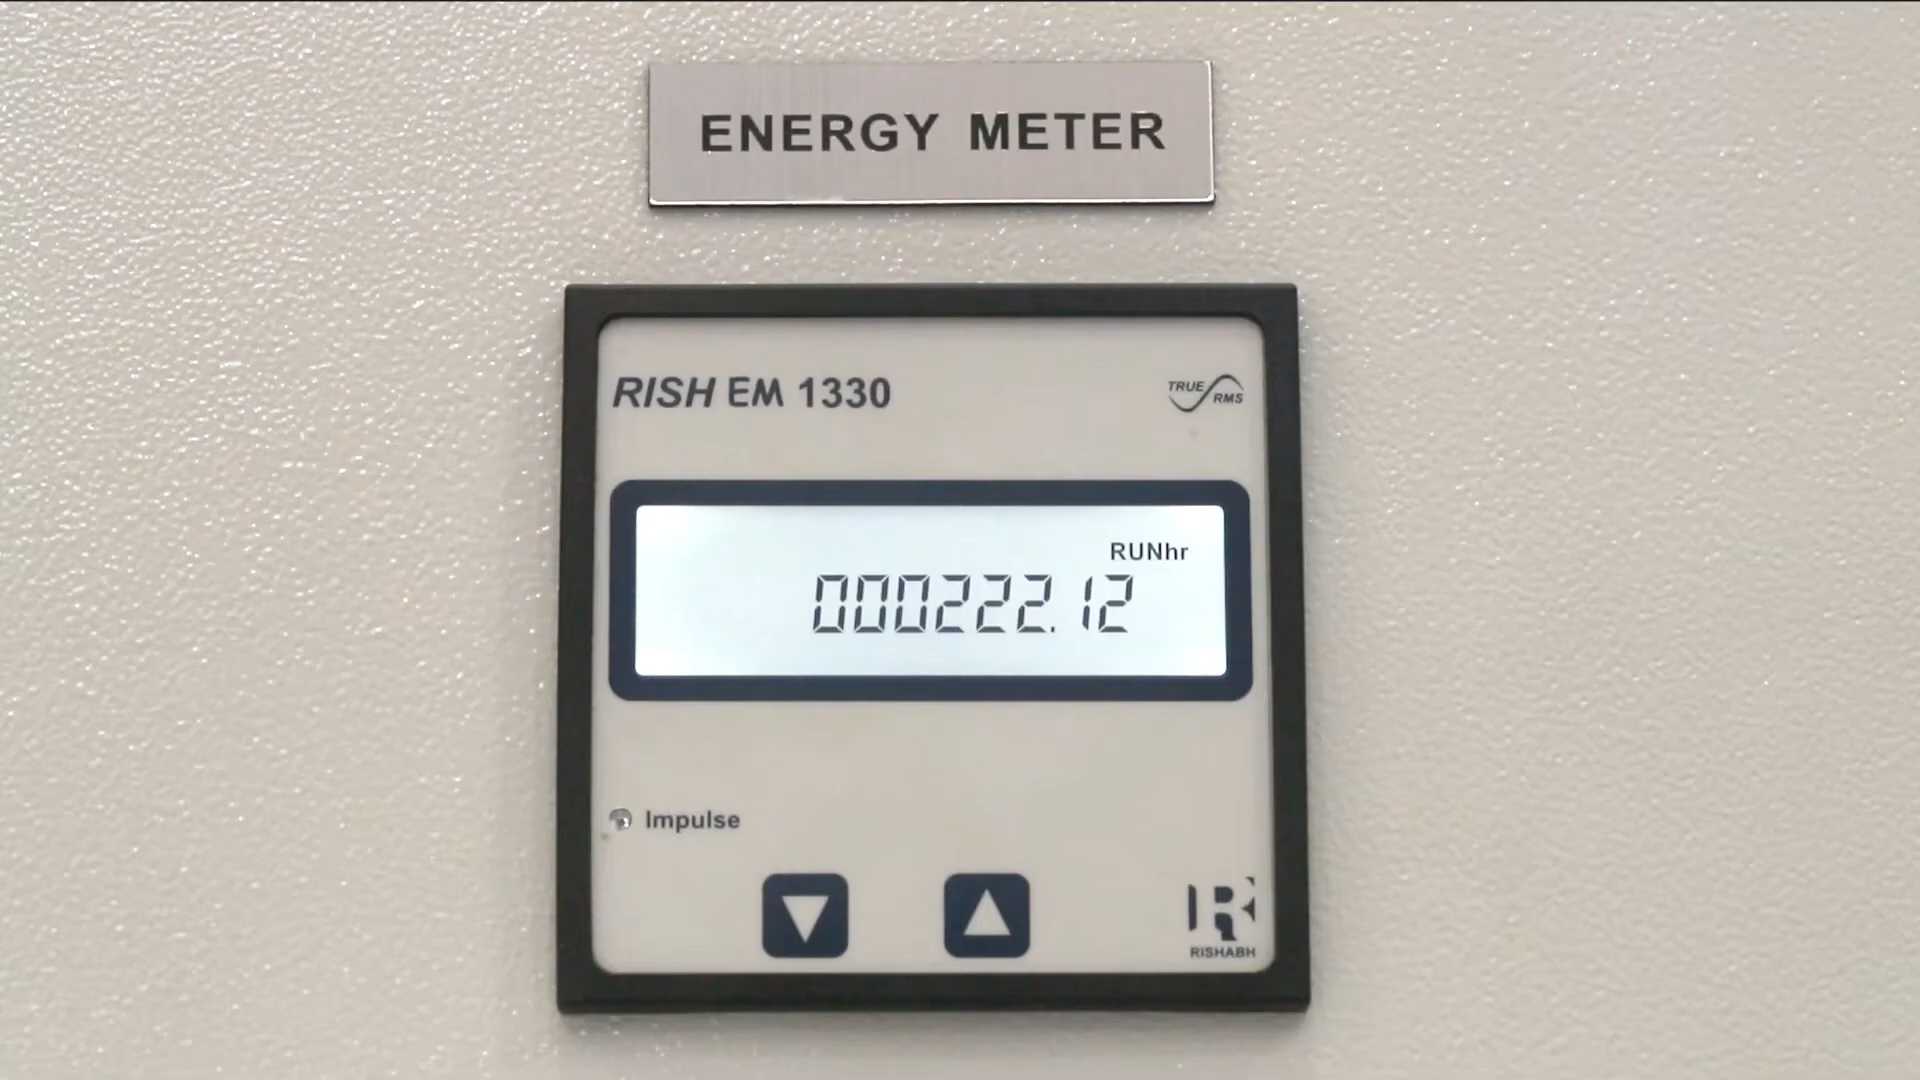 ENERGY METER
RISH EM 1330
TRUE RMS
RUNhr
000222.12
Impulse
R
RISHABH